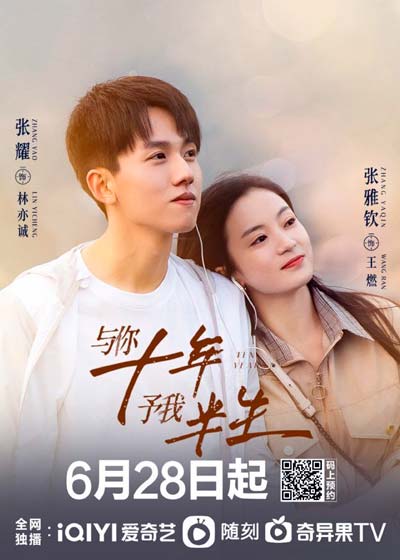 张耀
ZHANG YAO
饰
林亦诚
LIN YICHENG
张雅钦
ZHANG YAQIN
饰
王燃
WANG RAN
与你
十年
TEN
YEAR
予我
半生
6月28日起
码上预约
全网独播：
iQIYI 爱奇艺
随刻
奇异果TV